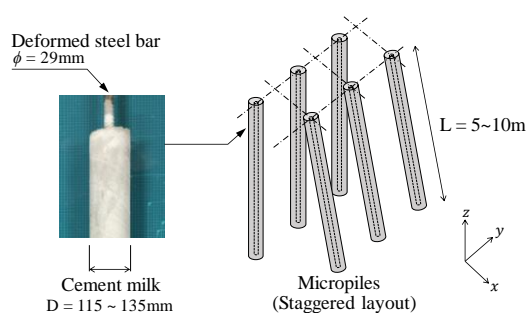 Deformed steel bar
ϕ = 29mm
Cement milk
D = 115 ~ 135mm
L = 5~10m
z
y
x
Micropiles
(Staggered layout)